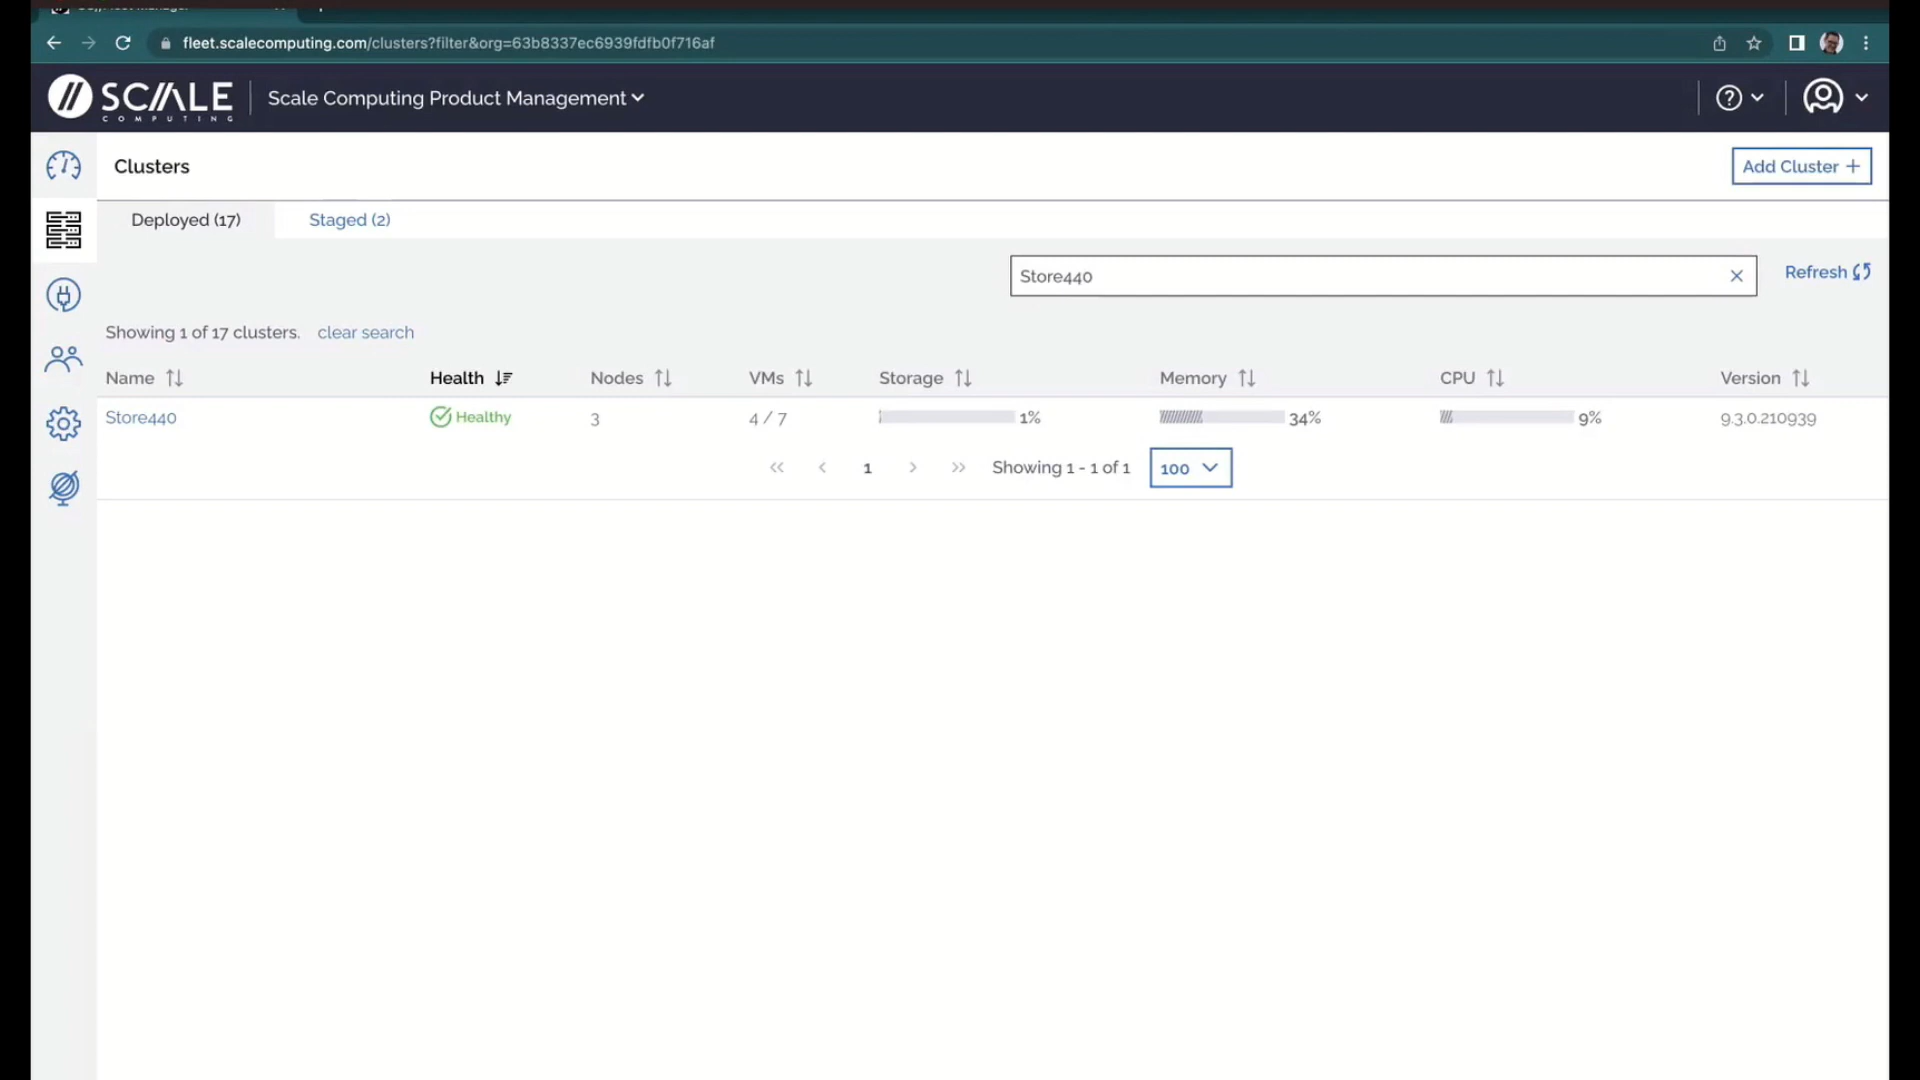 fleet.scalecomputing.com/clusters?filter&org=63b8337ec6939fdfb0f716af
SCALE COMPUTING
Scale Computing Product Management
Clusters
Add Cluster +
Deployed (17)
Staged (2)
Store440
Refresh
Showing 1 of 17 clusters. clear search
Name Health Nodes VMs Storage Memory CPU Version
Store440 Healthy 3 4 / 7 1% 34% 9% 9.3.0.210939
1 Showing 1 - 1 of 1 100